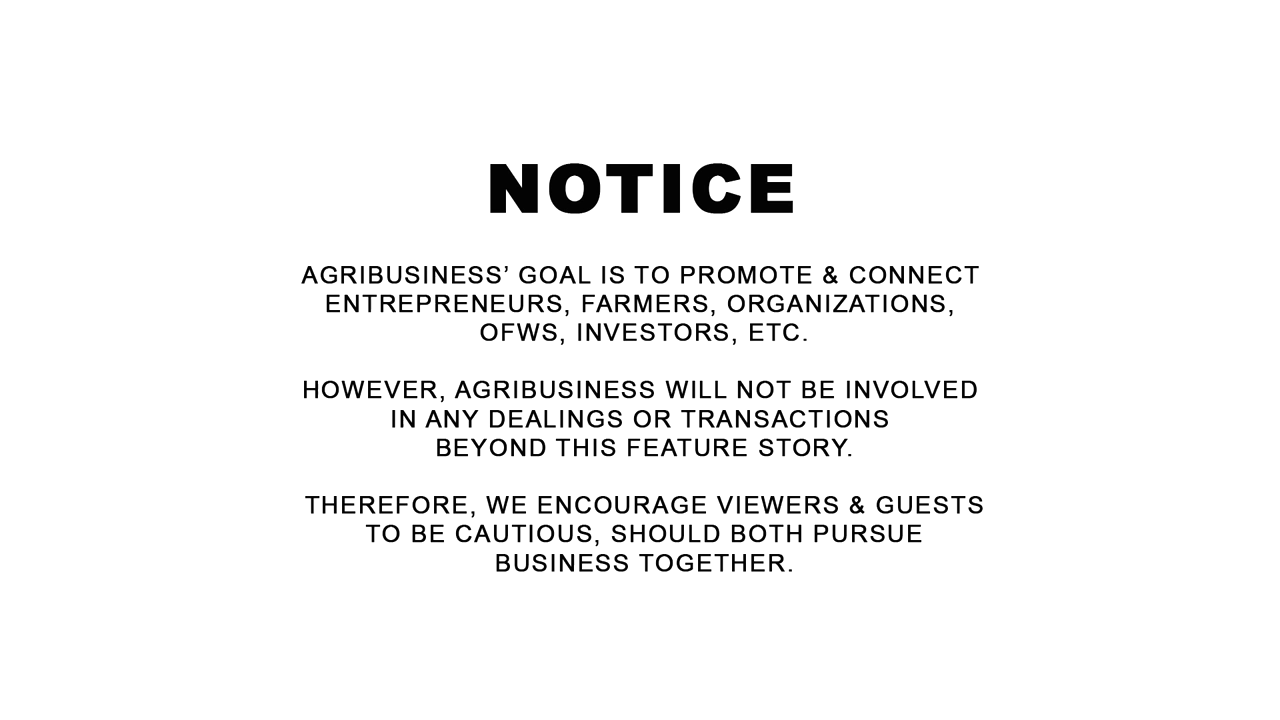 NOTICE
AGRIBUSINESS’ GOAL IS TO PROMOTE & CONNECT
ENTREPRENEURS, FARMERS, ORGANIZATIONS,
OFWS, INVESTORS, ETC.
HOWEVER, AGRIBUSINESS WILL NOT BE INVOLVED
IN ANY DEALINGS OR TRANSACTIONS
BEYOND THIS FEATURE STORY.
THEREFORE, WE ENCOURAGE VIEWERS & GUESTS
TO BE CAUTIOUS, SHOULD BOTH PURSUE
BUSINESS TOGETHER.